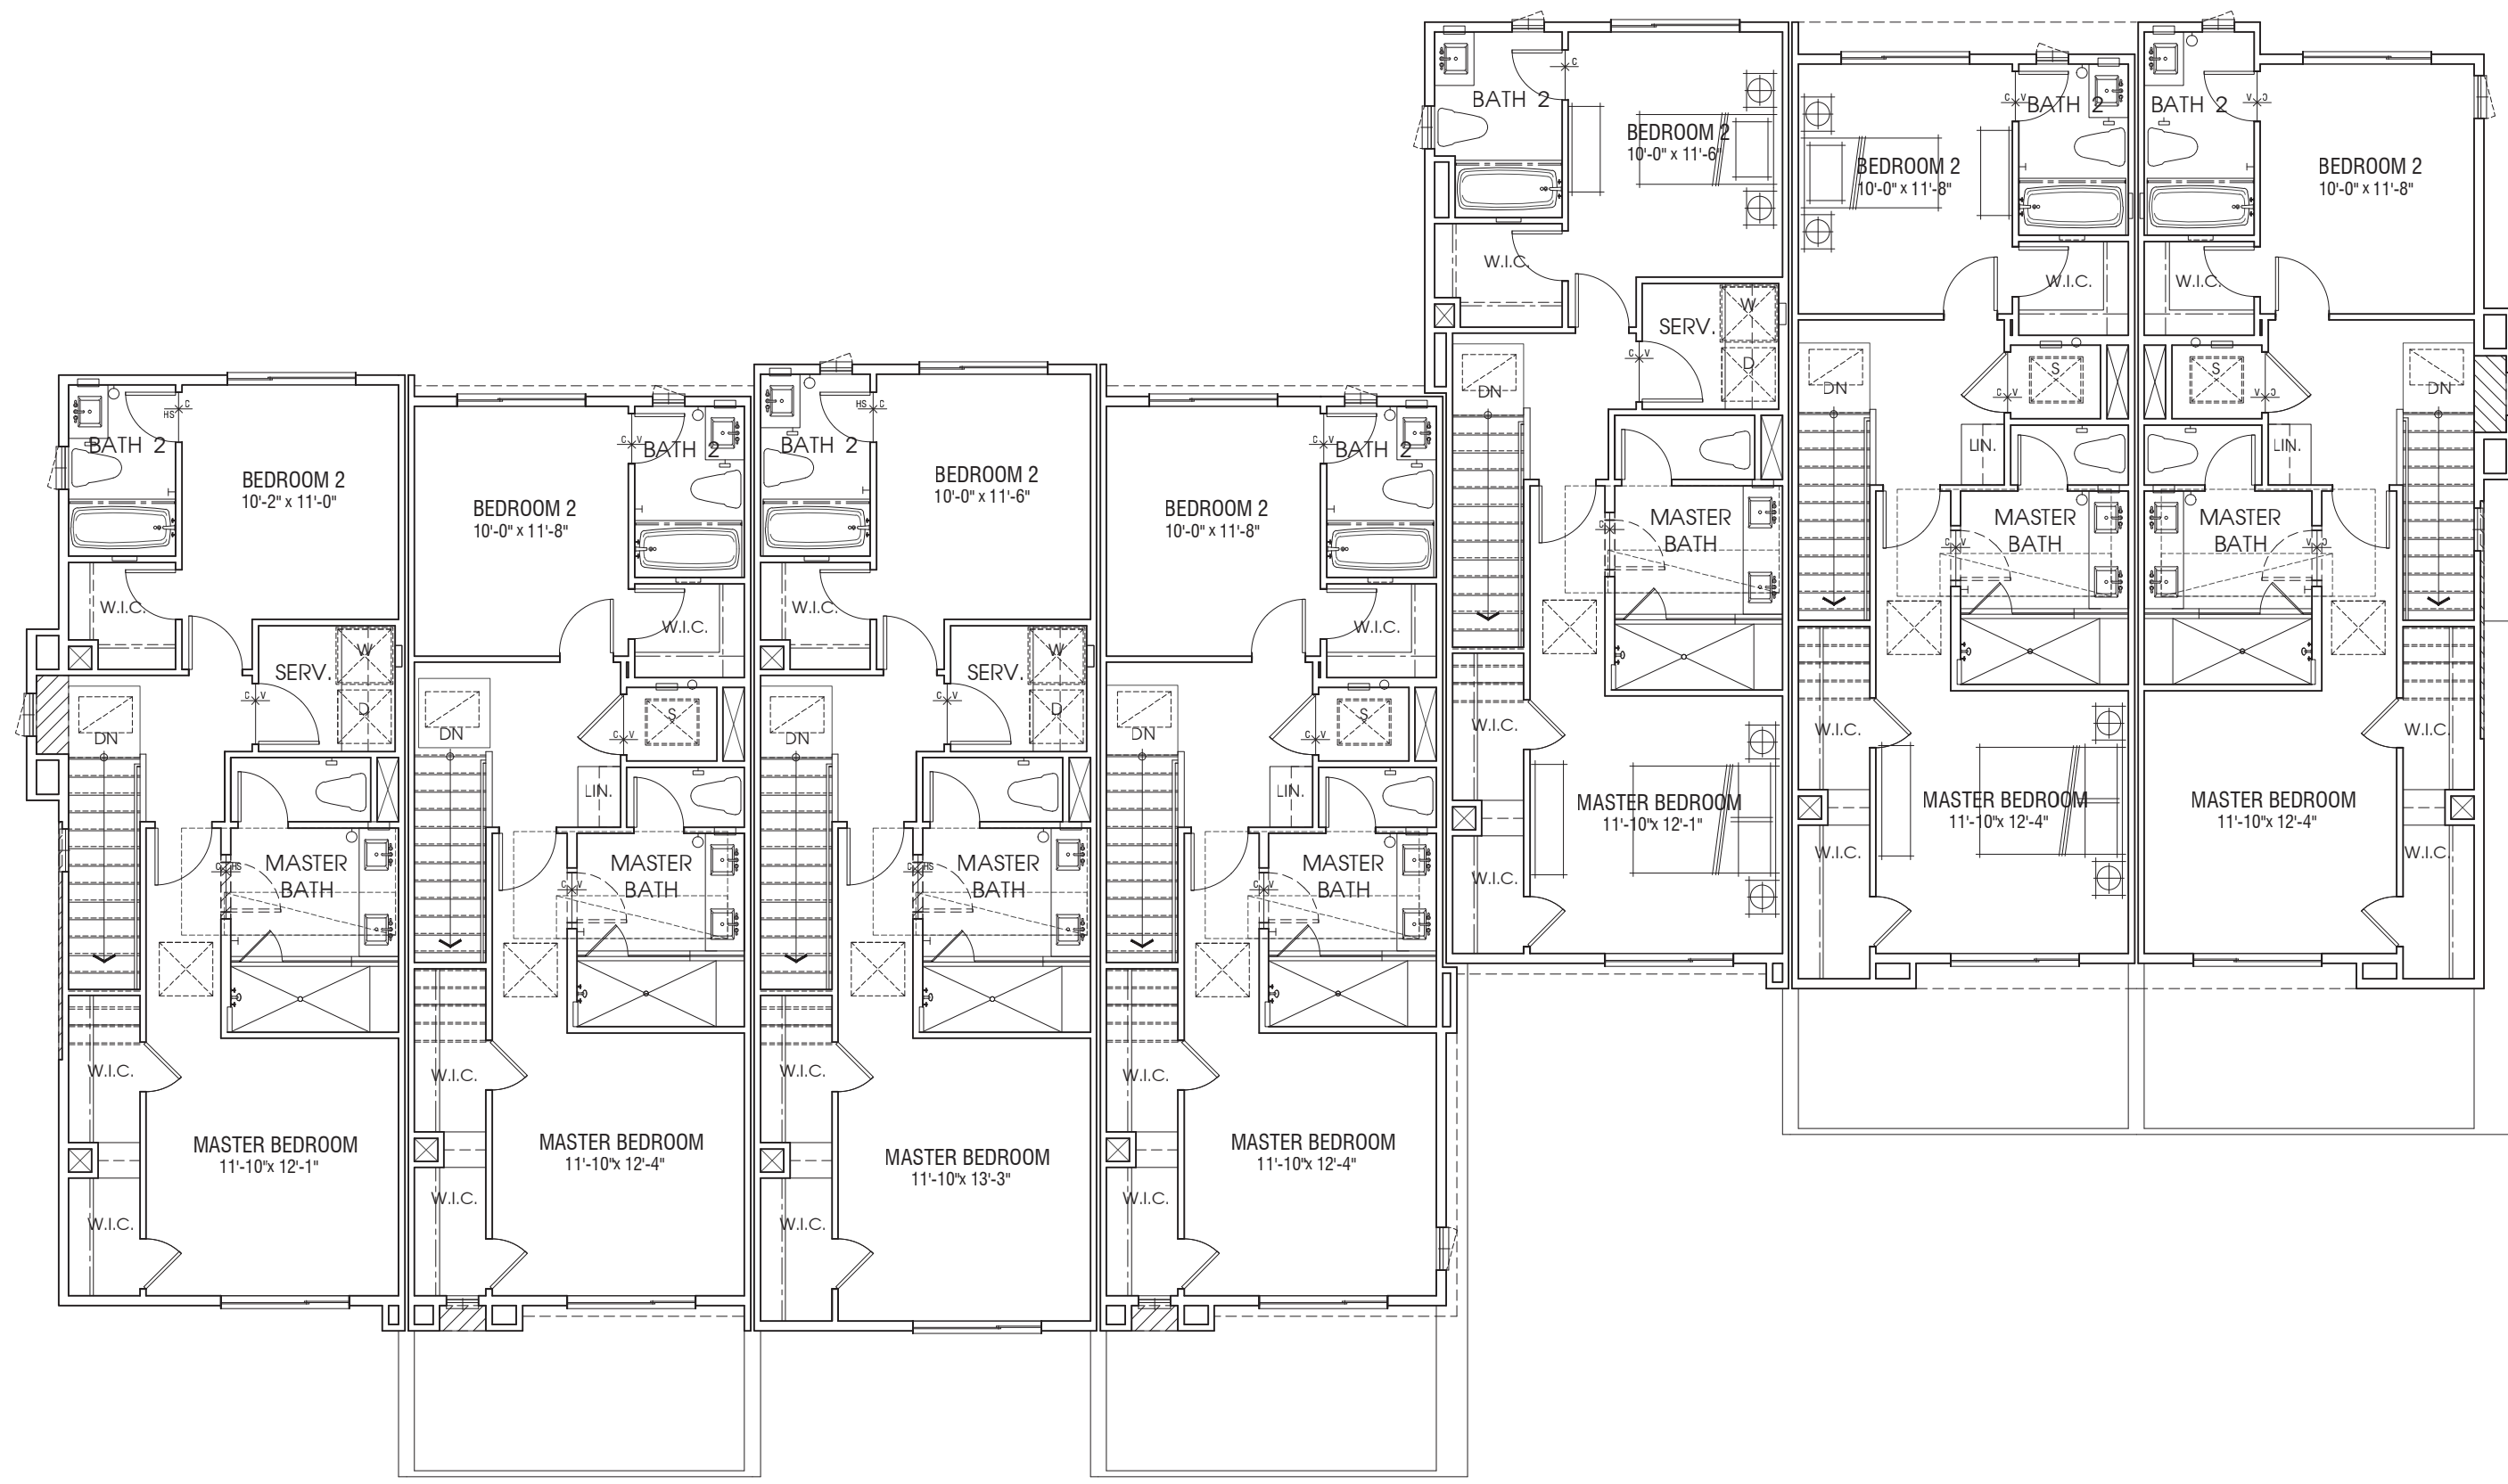 BATH 2
C
HS
BEDROOM 2
10'-2" x 11'-0"
W.I.C.
SERV.
W
D
C V
DN
MASTER
BATH
C HS
W.I.C.
MASTER BEDROOM
11'-10"x 12'-1"
W.I.C.
BEDROOM 2
10'-0" x 11'-8"
C V
BATH 2
W.I.C.
DN
S
C V
LIN.
MASTER
BATH
C V
W.I.C.
MASTER BEDROOM
11'-10"x 12'-4"
W.I.C.
BATH 2
HS C
BEDROOM 2
10'-0" x 11'-6"
W.I.C.
SERV.
W
D
C V
DN
MASTER
BATH
C HS
W.I.C.
MASTER BEDROOM
11'-10"x 13'-3"
W.I.C.
BEDROOM 2
10'-0" x 11'-8"
C V
BATH 2
W.I.C.
DN
S
C V
LIN.
MASTER
BATH
C V
W.I.C.
MASTER BEDROOM
11'-10"x 12'-4"
W.I.C.
C
BATH 2
BEDROOM 2
10'-0" x 11'-6"
W.I.C.
SERV.
W
D
C V
DN
MASTER
BATH
C
W.I.C.
MASTER BEDROOM
11'-10"x 12'-1"
W.I.C.
C V
BATH 2
BEDROOM 2
10'-0" x 11'-8"
W.I.C.
DN
S
C V
LIN.
MASTER
BATH
C V
W.I.C.
MASTER BEDROOM
11'-10"x 12'-4"
W.I.C.
BATH 2
V C
BEDROOM 2
10'-0" x 11'-8"
W.I.C.
S
DN
V C
LIN.
MASTER
BATH
V C
W.I.C.
MASTER BEDROOM
11'-10"x 12'-4"
W.I.C.